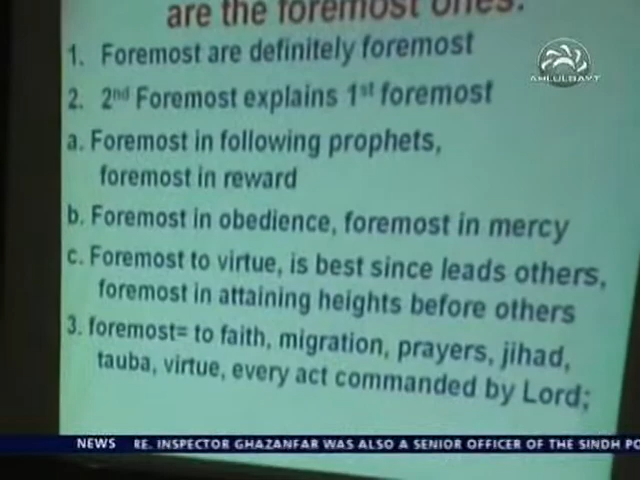 are the foremost ones:
1. Foremost are definitely foremost
AHLULBAYT
2. 2nd Foremost explains 1st foremost
a. Foremost in following prophets,
foremost in reward
b. Foremost in obedience, foremost in mercy
c. Foremost to virtue, is best since leads others,
foremost in attaining heights before others
3. foremost= to faith, migration, prayers, jihad,
tauba, virtue, every act commanded by Lord;
NEWS RE. INSPECTOR GHAZANFAR WAS ALSO A SENIOR OFFICER OF THE SINDH PO